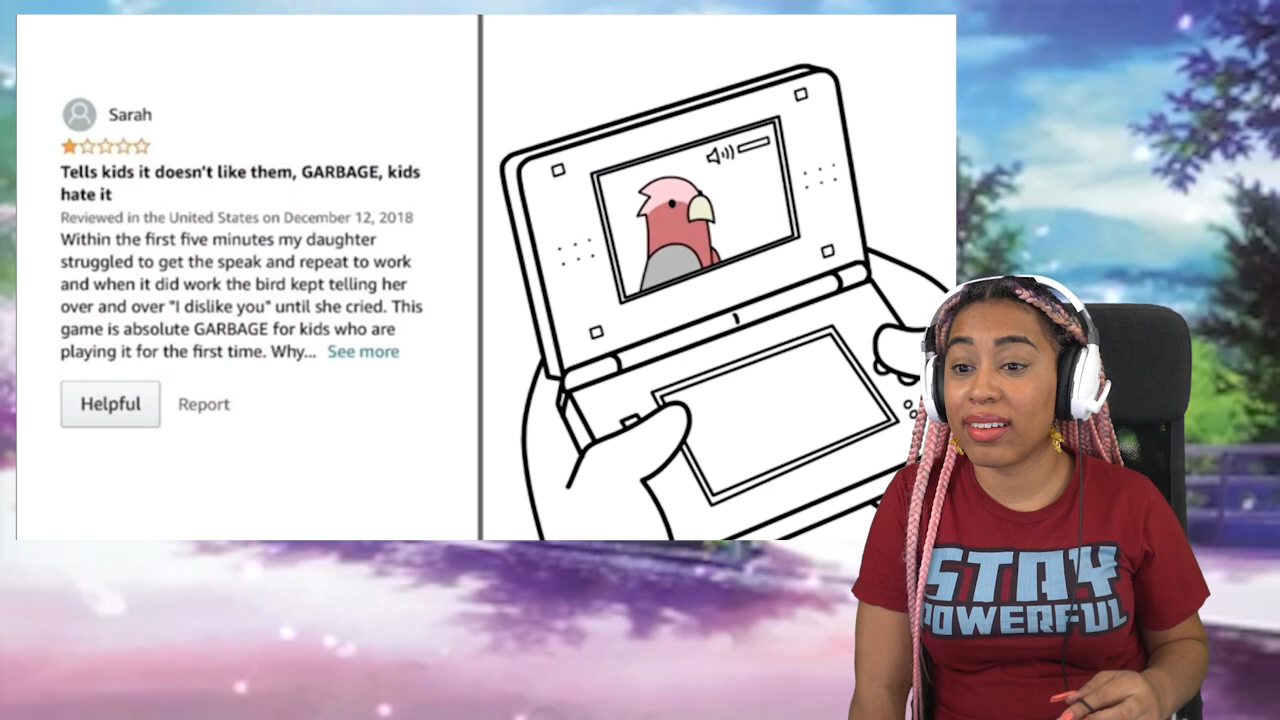 Sarah
Tells kids it doesn't like them, GARBAGE, kids
hate it
Reviewed in the United States on December 12, 2018
Within the first five minutes my daughter
struggled to get the speak and repeat to work
and when it did work the bird kept telling her
over and over "I dislike you" until she cried. This
game is absolute GARBAGE for kids who are
playing it for the first time. Why... See more
Helpful Report
STAY
POWERFUL